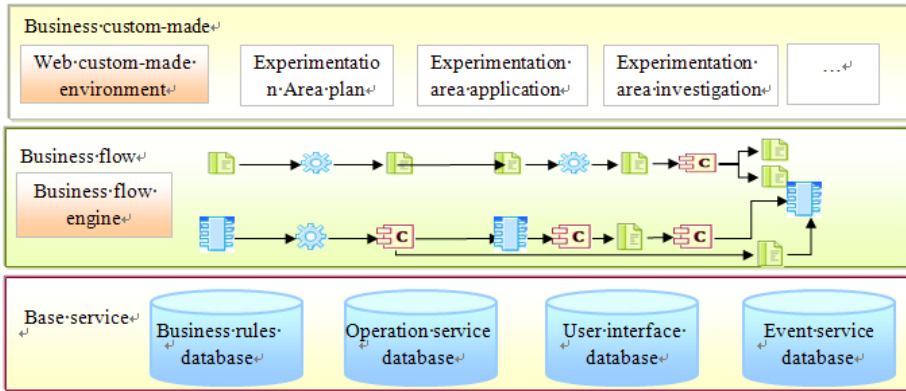 Business custom-made
Web custom-made
environment
Experimentatio
n Area plan
Experimentation
area application
Experimentation
area investigation
...
Business flow
Business flow
engine
C
C
C
C
Base service
Business rules
database
Operation service
database
User interface
database
Event service
database